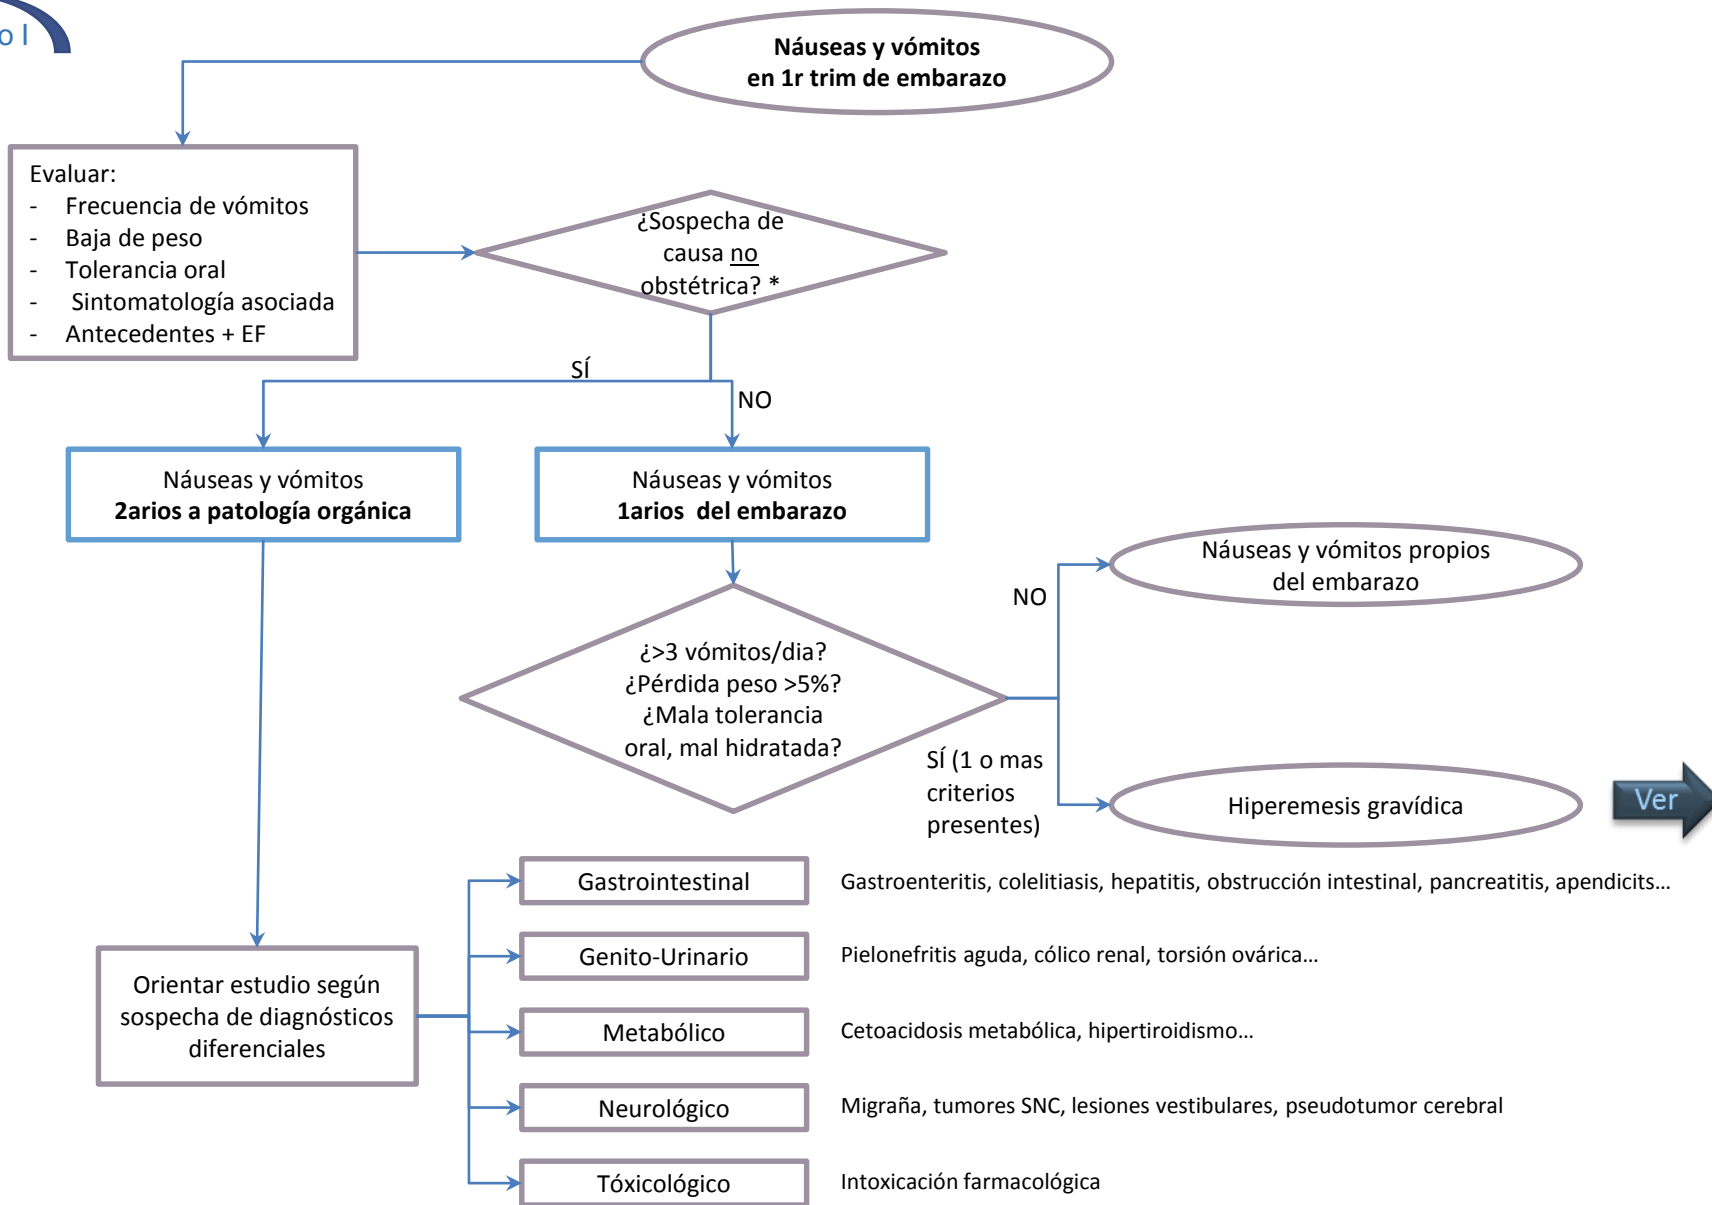 o I
Náuseas y vómitos
en 1r trim de embarazo
Evaluar:
- Frecuencia de vómitos
- Baja de peso
- Tolerancia oral
- Sintomatología asociada
- Antecedentes + EF
¿Sospecha de
causa no
obstétrica? *
SÍ
NO
Náuseas y vómitos
2arios a patología orgánica
Náuseas y vómitos
1arios del embarazo
¿>3 vómitos/dia?
¿Pérdida peso >5%?
¿Mala tolerancia
oral, mal hidratada?
NO
Náuseas y vómitos propios
del embarazo
SÍ (1 o mas
criterios
presentes)
Hiperemesis gravídica
Ver
Orientar estudio según
sospecha de diagnósticos
diferenciales
Gastrointestinal
Gastroenteritis, colelitiasis, hepatitis, obstrucción intestinal, pancreatitis, apendicits...
Genito-Urinario
Pielonefritis aguda, cólico renal, torsión ovárica...
Metabólico
Cetoacidosis metabólica, hipertiroidismo...
Neurológico
Migraña, tumores SNC, lesiones vestibulares, pseudotumor cerebral
Tóxicológico
Intoxicación farmacológica